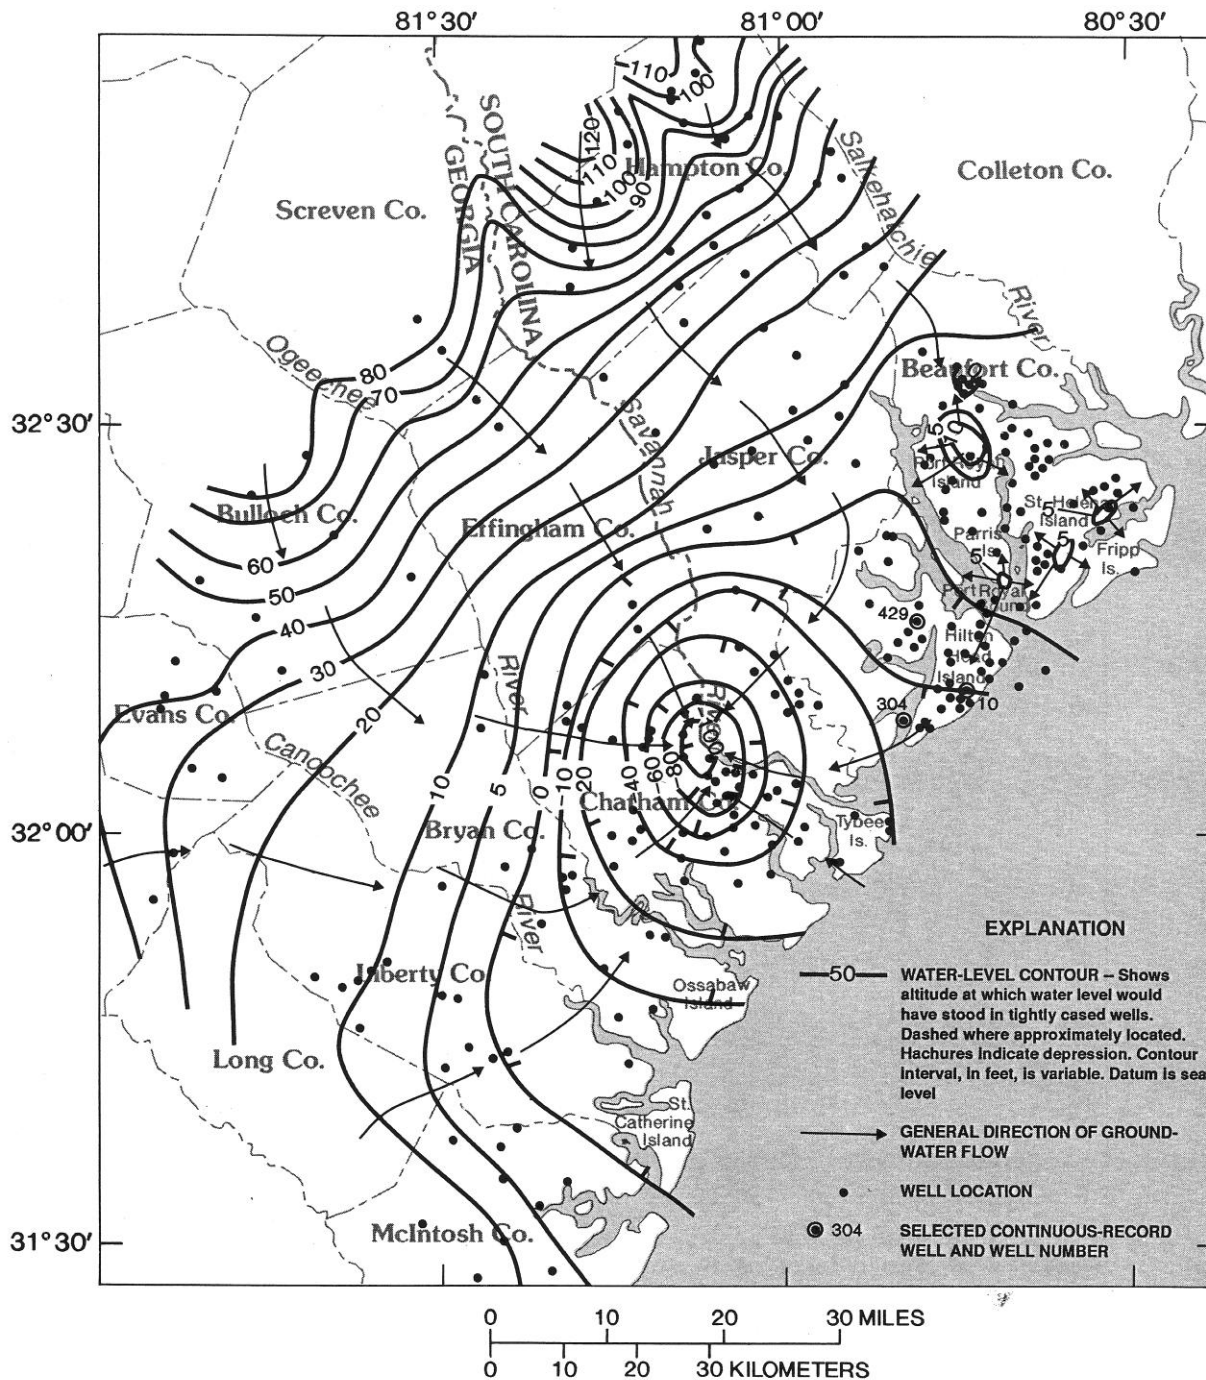 81°30′ 81°00′ 80°30′
110
100
120
110
100
90
SOUTH CAROLINA
GEORGIA
Hampton Co.
Salkehatchie
River
Colleton Co.
Screven Co.
Ogeechee
80
70
Beaufort Co.
32°30′
Savannah
Jasper Co.
5
10
Port Royal
Island
St. Helena
Island
5
Bulloch Co.
Effingham Co.
Parris
Is.
5
5
Fripp
Is.
60
50
40
30
20
Port Royal
Sound
429
Hilton
Head
Island
River
River
304
10
Evans Co.
Canoochee
10
5
0
10
20
40
60
80
Chatham Co.
Bryan Co.
Tybee
Is.
32°00′
River
EXPLANATION
Liberty Co.
Ossabaw
Island
50
WATER-LEVEL CONTOUR – Shows
altitude at which water level would
have stood in tightly cased wells.
Dashed where approximately located.
Hachures indicate depression. Contour
interval, in feet, is variable. Datum is sea
level
Long Co.
St.
Catherine
Island
GENERAL DIRECTION OF GROUND-
WATER FLOW
WELL LOCATION
McIntosh Co.
304
SELECTED CONTINUOUS-RECORD
WELL AND WELL NUMBER
31°30′
0 10 20 30 MILES
0 10 20 30 KILOMETERS